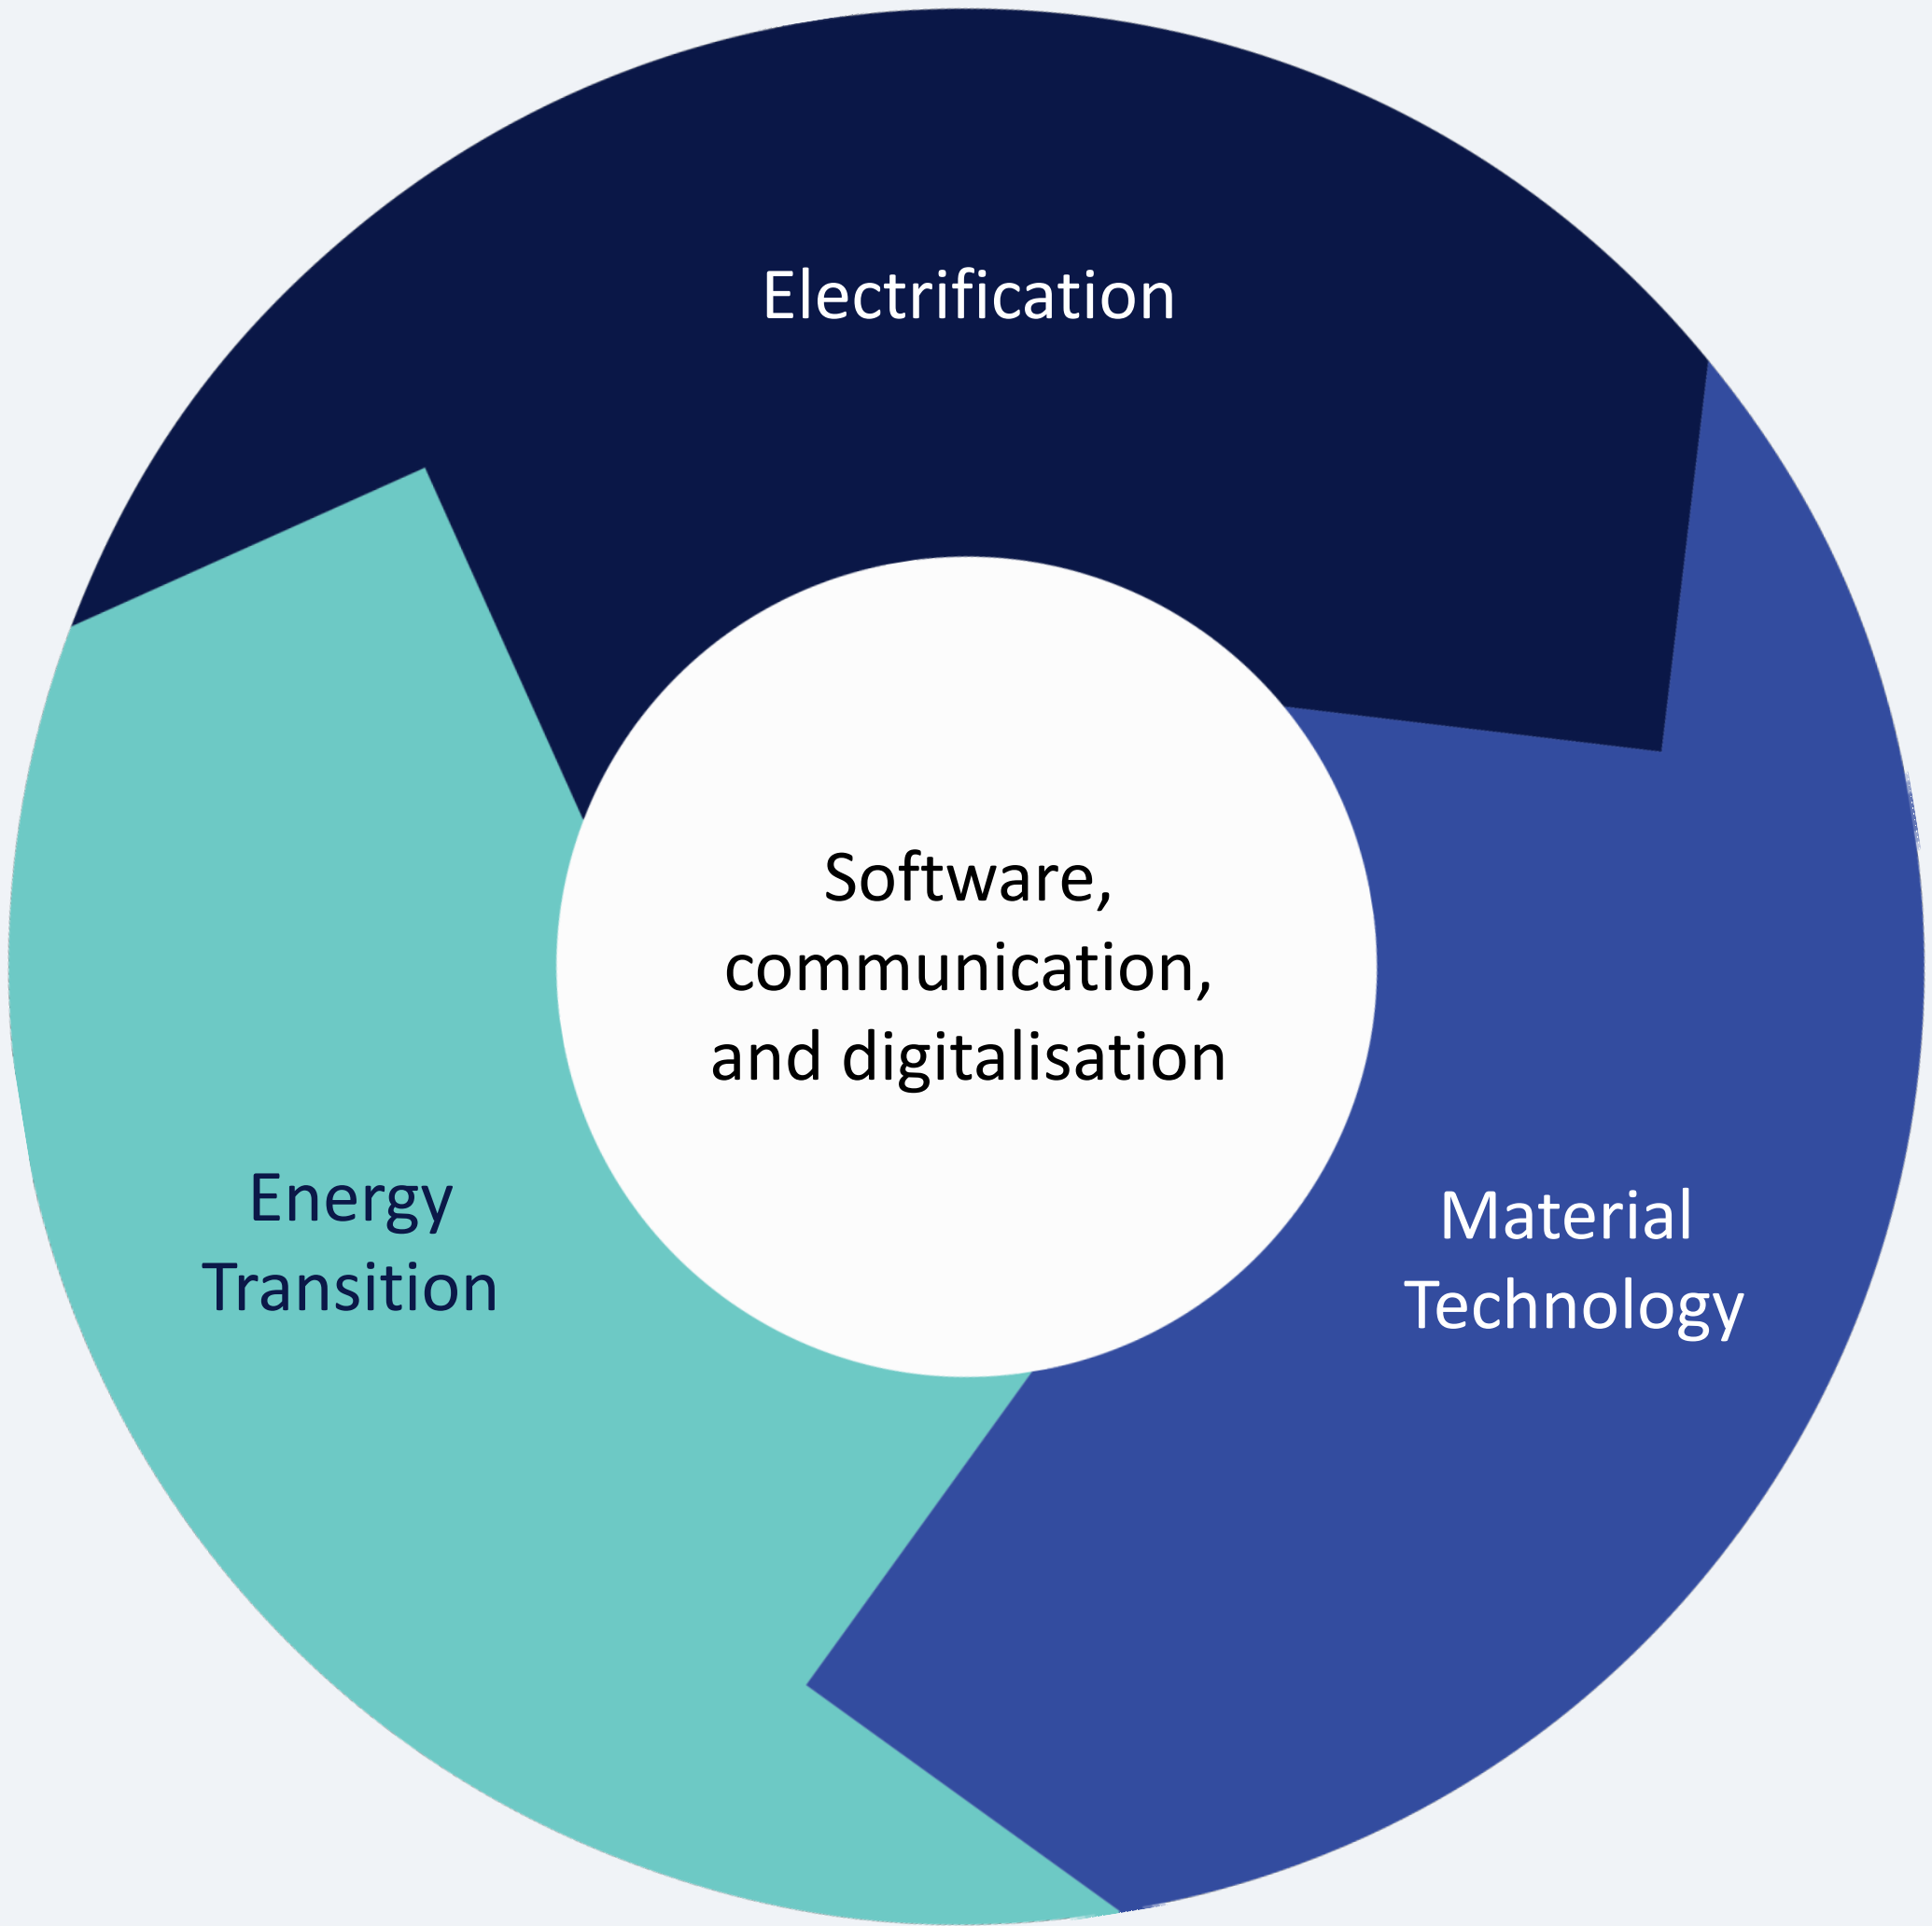 Electrification
Software,
communication,
and digitalisation
Energy
Transition
Material
Technology